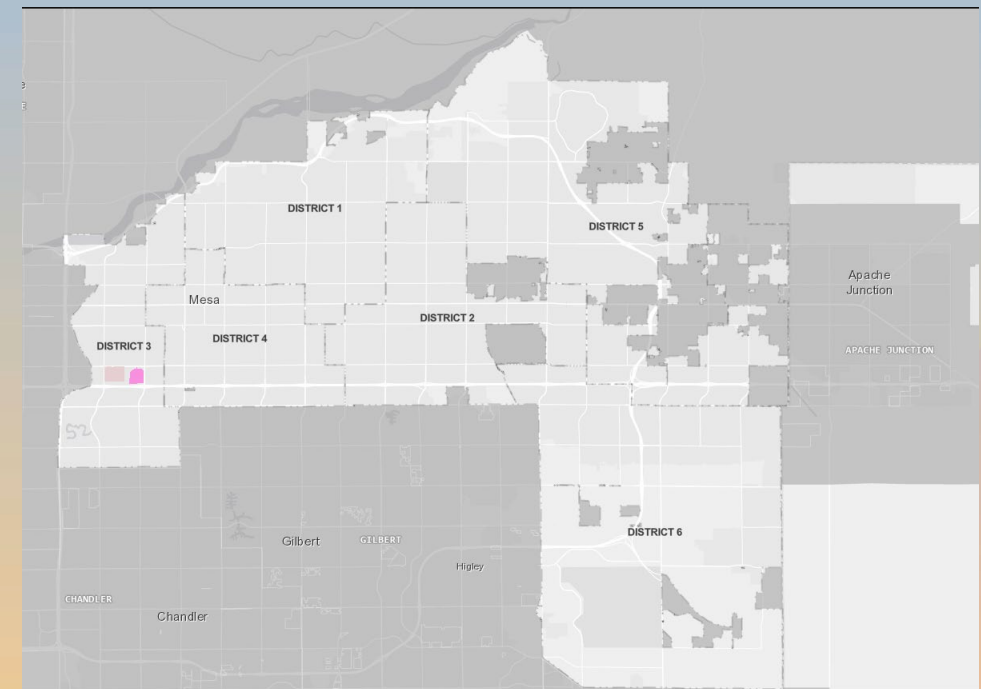 DISTRICT 1
DISTRICT 5
Apache
Junction
Mesa
DISTRICT 2
DISTRICT 4
DISTRICT 3
APACHE JUNCTION
DISTRICT 6
Gilbert
GILBERT
Higley
CHANDLER
Chandler